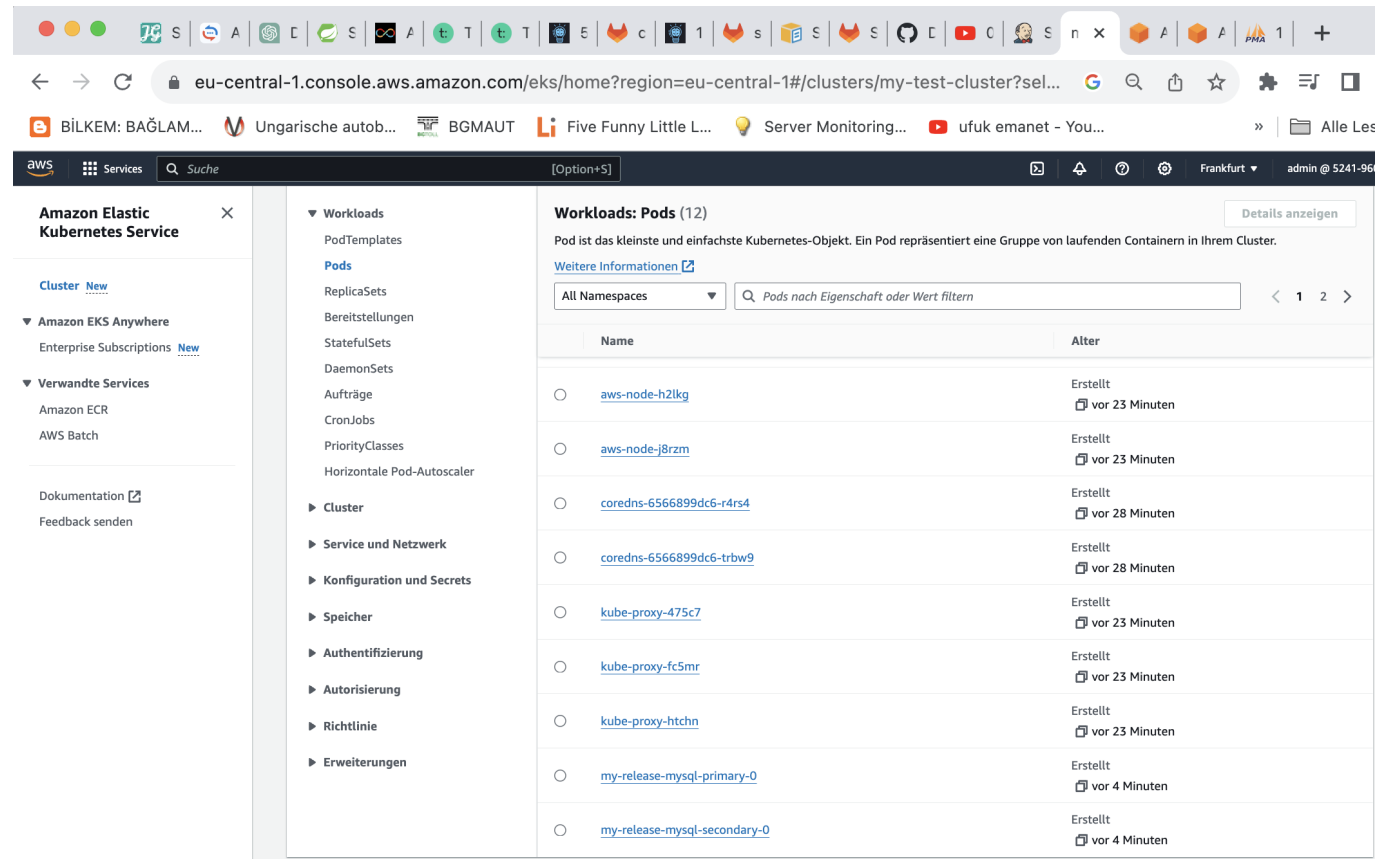 S
A
D
S
A
T
T
5
c
1
s
S
S
D
C
S
n
A
A
1
eu-central-1.console.aws.amazon.com/eks/home?region=eu-central-1#/clusters/my-test-cluster?sel...
BİLKEM: BAĞLAM...
Ungarische autob...
BGMAUT
Five Funny Little L...
Server Monitoring...
ufuk emanet - You...
»
Alle Les
aws
Services
Suche
[Option+S]
Frankfurt
admin @ 5241-960
Amazon Elastic
Kubernetes Service
Cluster New
Amazon EKS Anywhere
Enterprise Subscriptions New
Verwandte Services
Amazon ECR
AWS Batch
Dokumentation
Feedback senden
Workloads
PodTemplates
Pods
ReplicaSets
Bereitstellungen
StatefulSets
DaemonSets
Aufträge
CronJobs
PriorityClasses
Horizontale Pod-Autoscaler
Cluster
Service und Netzwerk
Konfiguration und Secrets
Speicher
Authentifizierung
Autorisierung
Richtlinie
Erweiterungen
Workloads: Pods (12)
Details anzeigen
Pod ist das kleinste und einfachste Kubernetes-Objekt. Ein Pod repräsentiert eine Gruppe von laufenden Containern in Ihrem Cluster.
Weitere Informationen
All Namespaces
Pods nach Eigenschaft oder Wert filtern
1 2
Name
Alter
aws-node-h2lkg
Erstellt
vor 23 Minuten
aws-node-j8rzm
Erstellt
vor 23 Minuten
coredns-6566899dc6-r4rs4
Erstellt
vor 28 Minuten
coredns-6566899dc6-trbw9
Erstellt
vor 28 Minuten
kube-proxy-475c7
Erstellt
vor 23 Minuten
kube-proxy-fc5mr
Erstellt
vor 23 Minuten
kube-proxy-htchn
Erstellt
vor 23 Minuten
my-release-mysql-primary-0
Erstellt
vor 4 Minuten
my-release-mysql-secondary-0
Erstellt
vor 4 Minuten